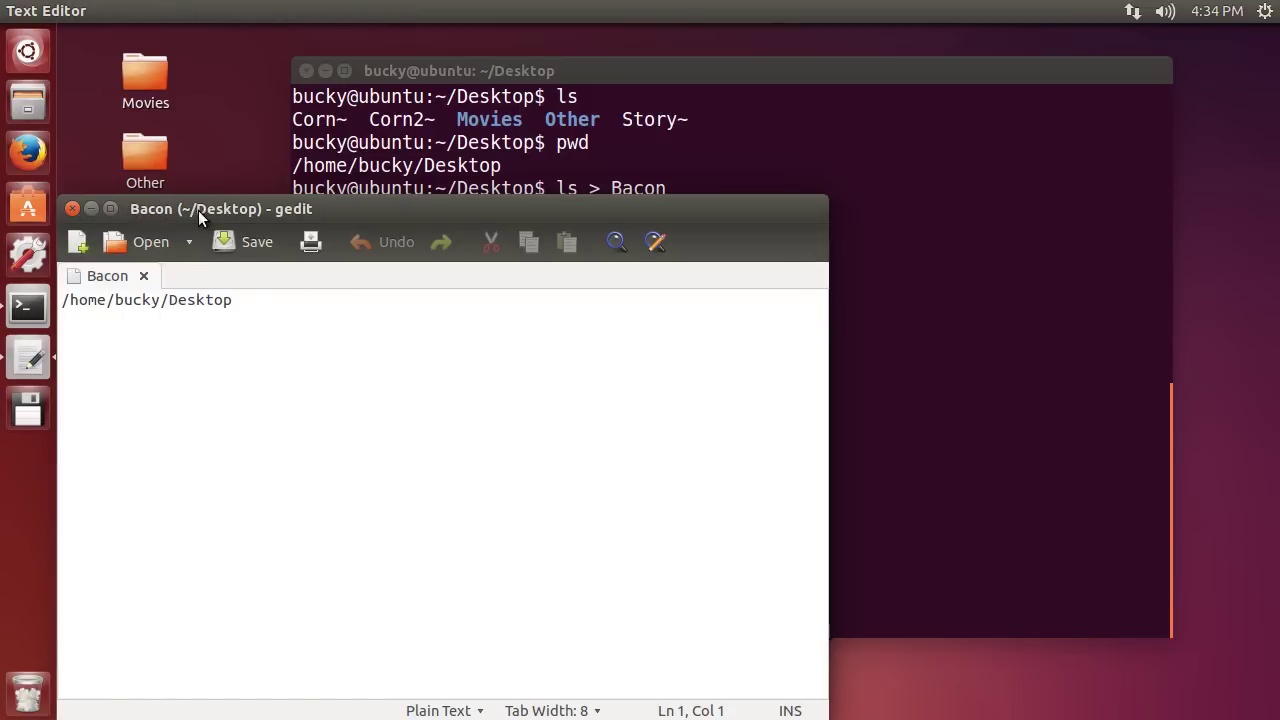 Text Editor
4:34 PM
Movies
Other
bucky@ubuntu: ~/Desktop
bucky@ubuntu:~/Desktop$ ls
Corn~ Corn2~ Movies Other Story~
bucky@ubuntu:~/Desktop$ pwd
/home/bucky/Desktop
bucky@ubuntu:~/Desktop$ ls > Bacon
Bacon (~/Desktop) - gedit
Open Save Undo
Bacon
/home/bucky/Desktop
Plain Text Tab Width: 8 Ln 1, Col 1 INS